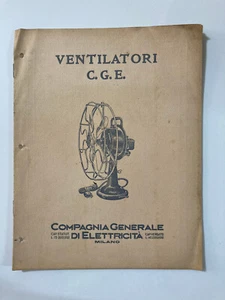 VENTILATORI
C.G.E.
COMPAGNIA GENERALE
DI ELETTRICITÀ
MILANO